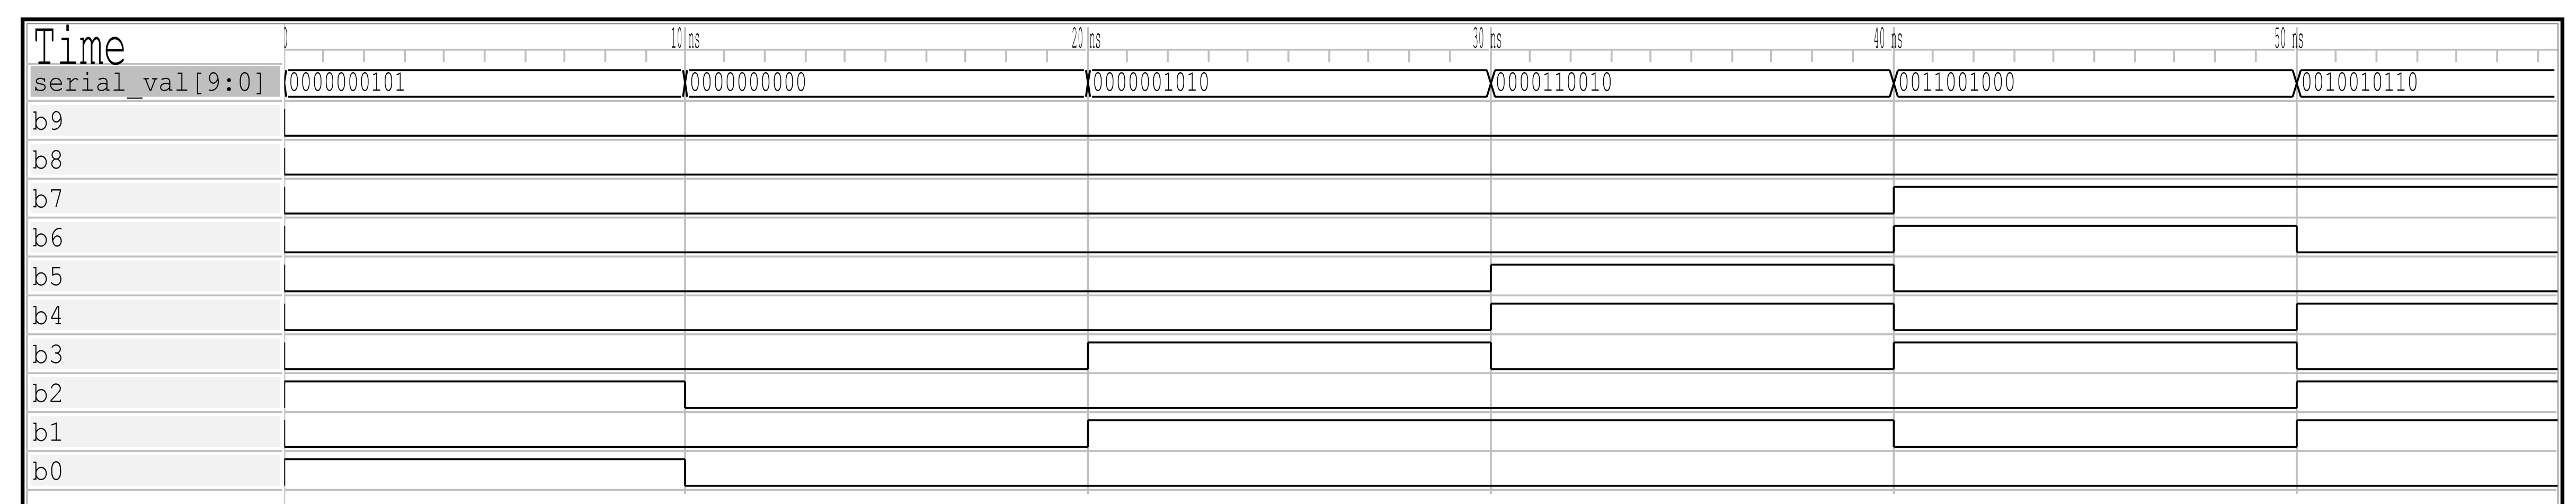 Time 0 10 ns 20 ns 30 ns 40 ns 50 ns
serial_val[9:0] 0000000101 0000000000 0000001010 0000110010 0011001000 0010010110
b9
b8
b7
b6
b5
b4
b3
b2
b1
b0